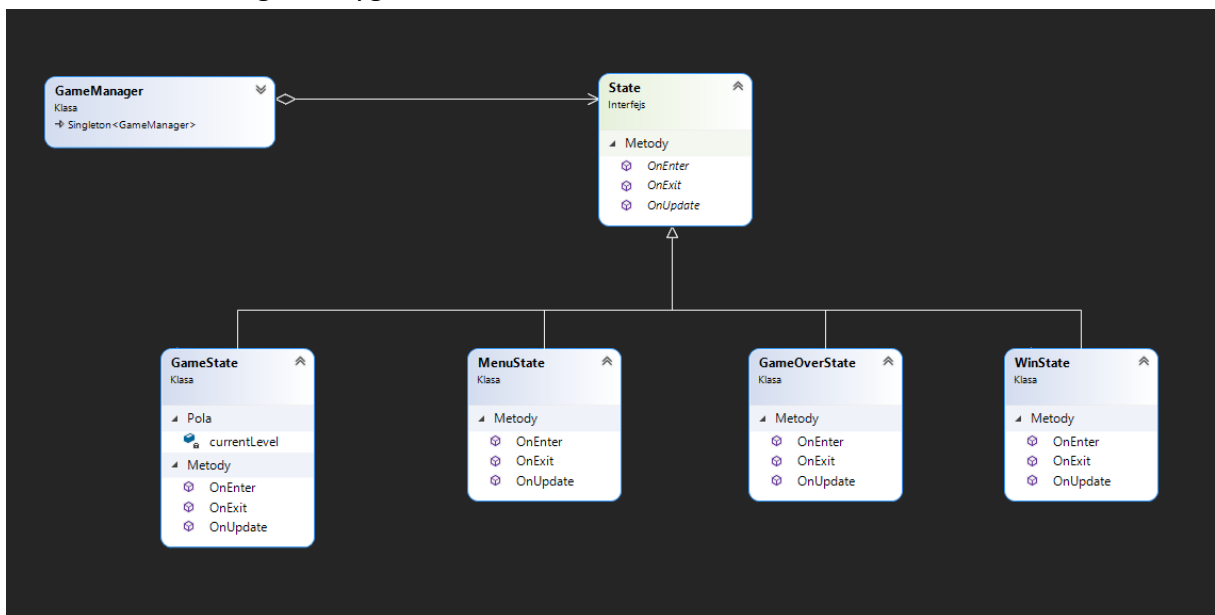 GameManager
Klasa
Singleton<GameManager>
State
Interfejs
Metody
OnEnter
OnExit
OnUpdate
GameState
Klasa
Pola
currentLevel
Metody
OnEnter
OnExit
OnUpdate
MenuState
Klasa
Metody
OnEnter
OnExit
OnUpdate
GameOverState
Klasa
Metody
OnEnter
OnExit
OnUpdate
WinState
Klasa
Metody
OnEnter
OnExit
OnUpdate